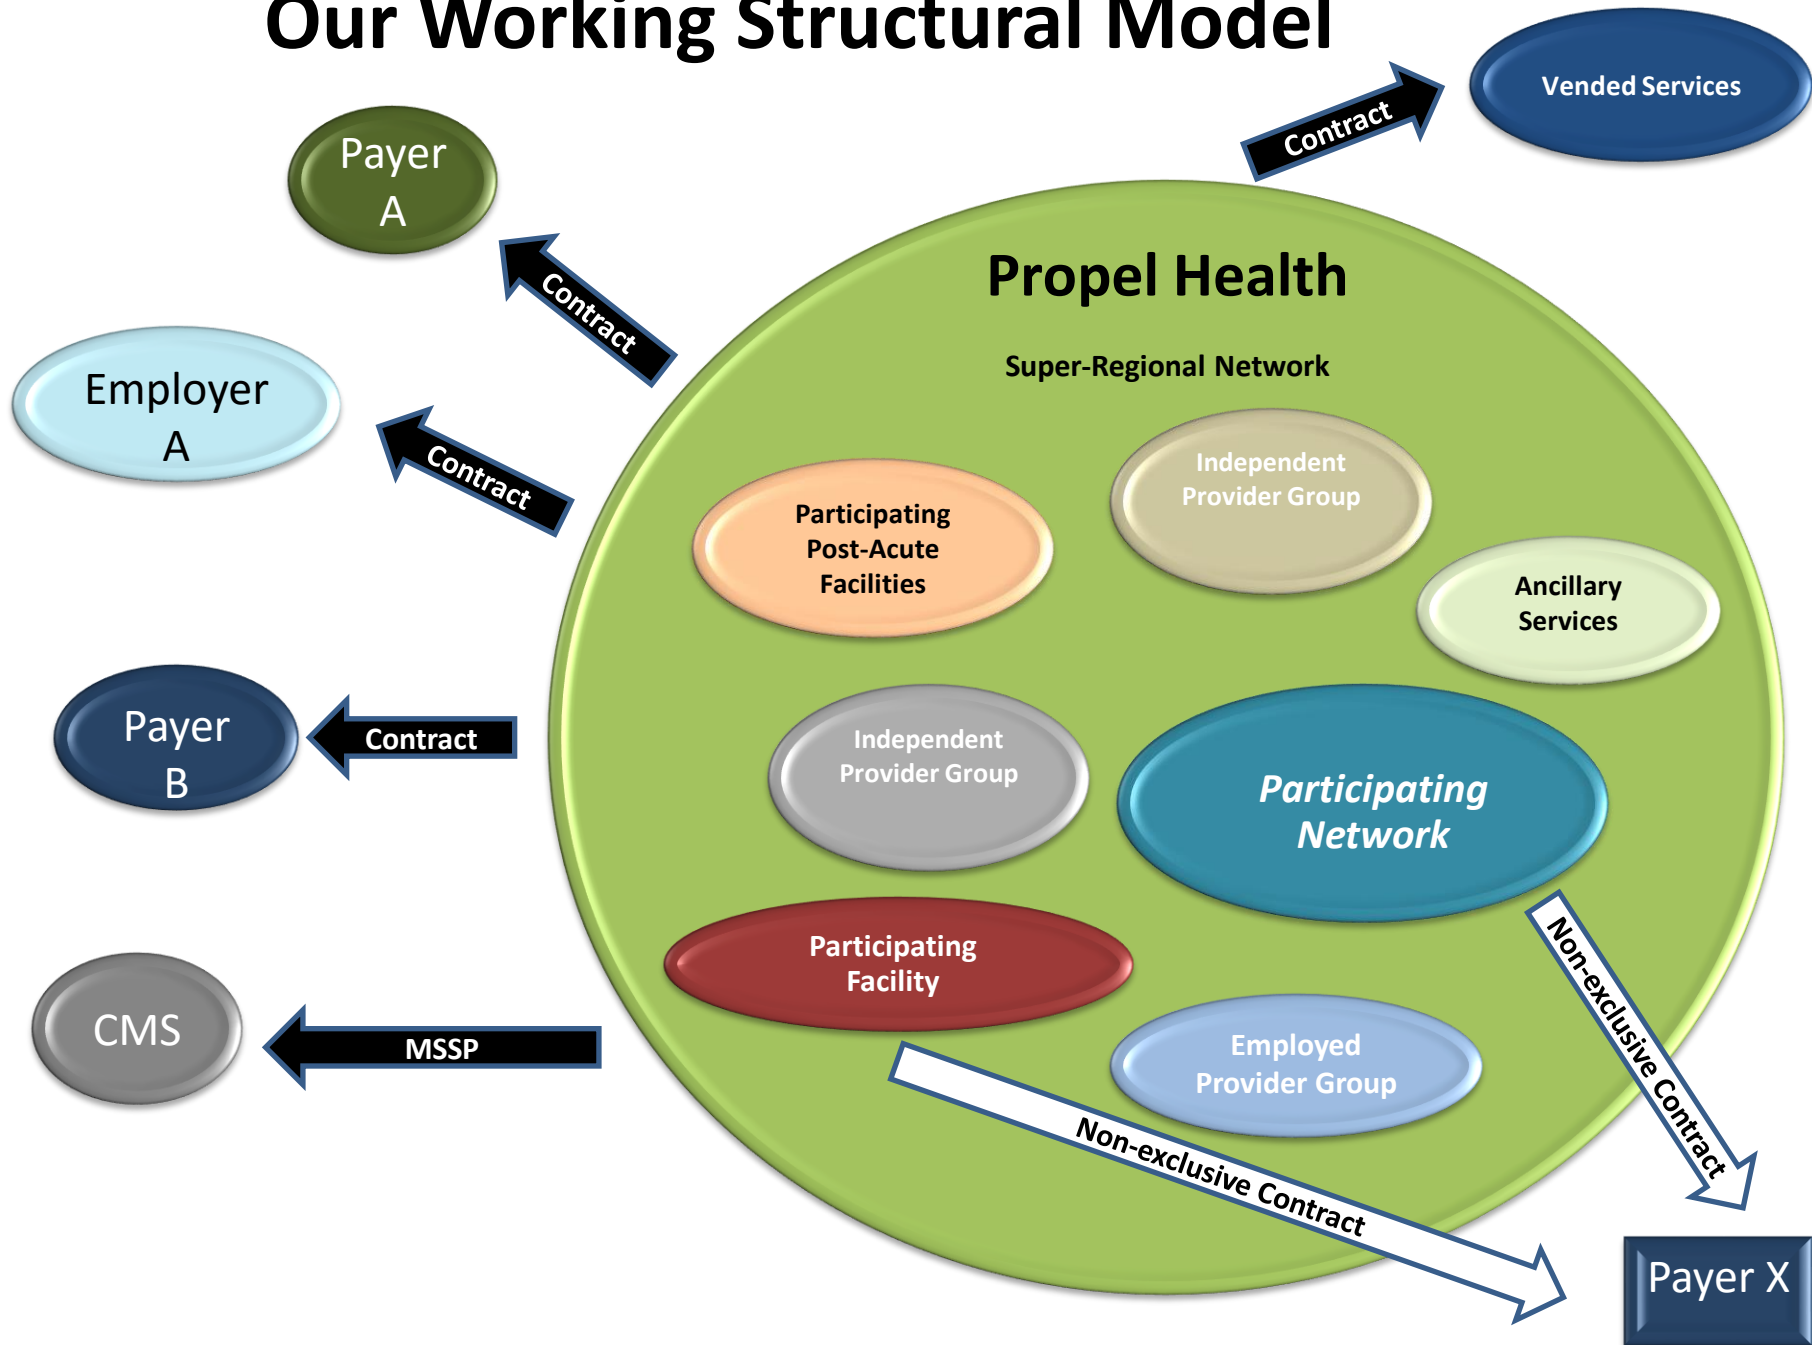 Our Working Structural Model
Vended Services
Contract
Payer
A
Contract
Propel Health
Super-Regional Network
Employer
A
Contract
Independent
Provider Group
Participating
Post-Acute
Facilities
Ancillary
Services
Payer
B
Contract
Independent
Provider Group
Participating
Network
Participating
Facility
Non-exclusive Contract
CMS
MSSP
Employed
Provider Group
Non-exclusive Contract
Payer X